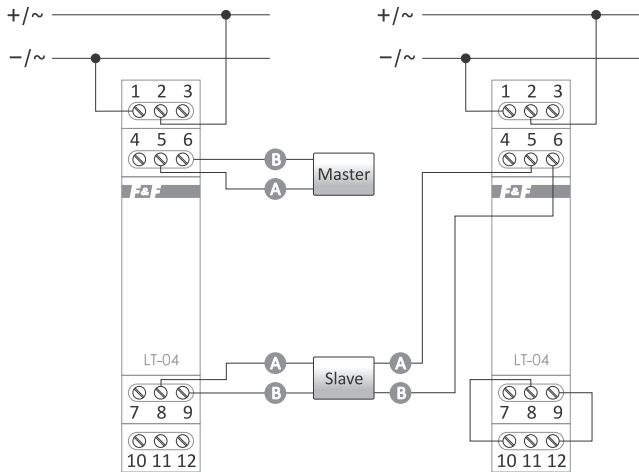 +/~
−/~
1 2 3
4 5 6
F&F
LT-04
7 8 9
10 11 12
B
A
Master
A
B
Slave
A
B
+/~
−/~
1 2 3
4 5 6
F&F
LT-04
7 8 9
10 11 12